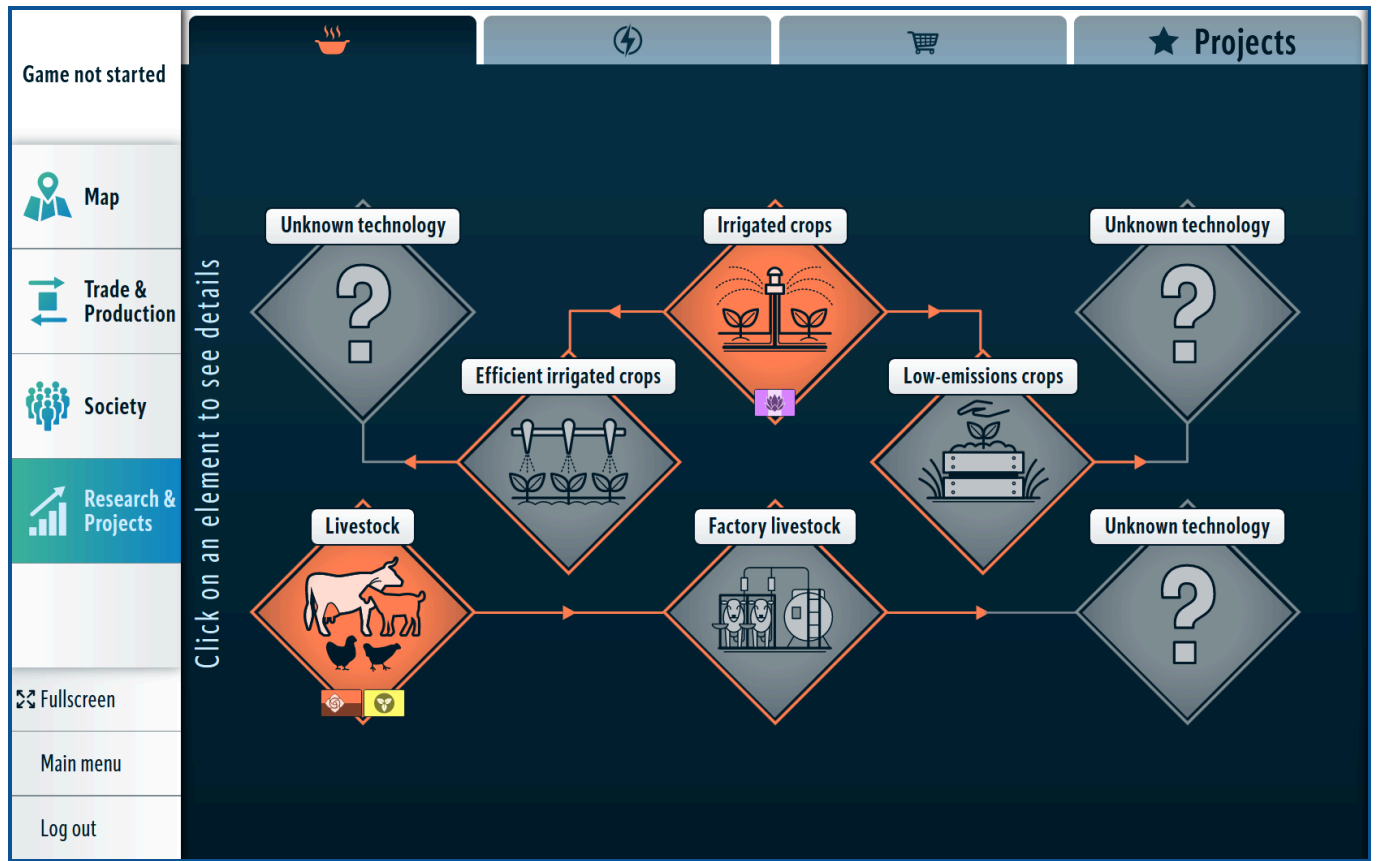 Game not started
Projects
Map
Trade &
Production
Society
Research &
Projects
Fullscreen
Main menu
Log out
Click on an element to see details
Unknown technology
Irrigated crops
Unknown technology
?
?
Efficient irrigated crops
Low-emissions crops
Livestock
Factory livestock
Unknown technology
?